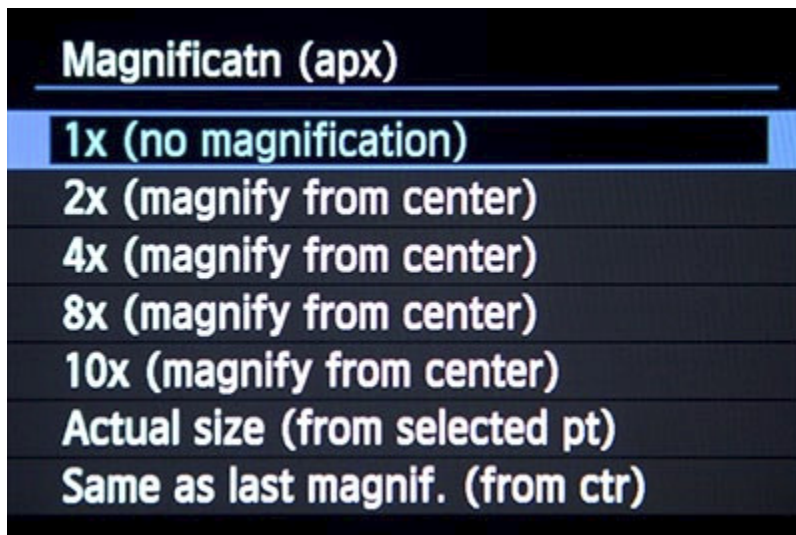 Magnificatn (apx)
1x (no magnification)
2x (magnify from center)
4x (magnify from center)
8x (magnify from center)
10x (magnify from center)
Actual size (from selected pt)
Same as last magnif. (from ctr)